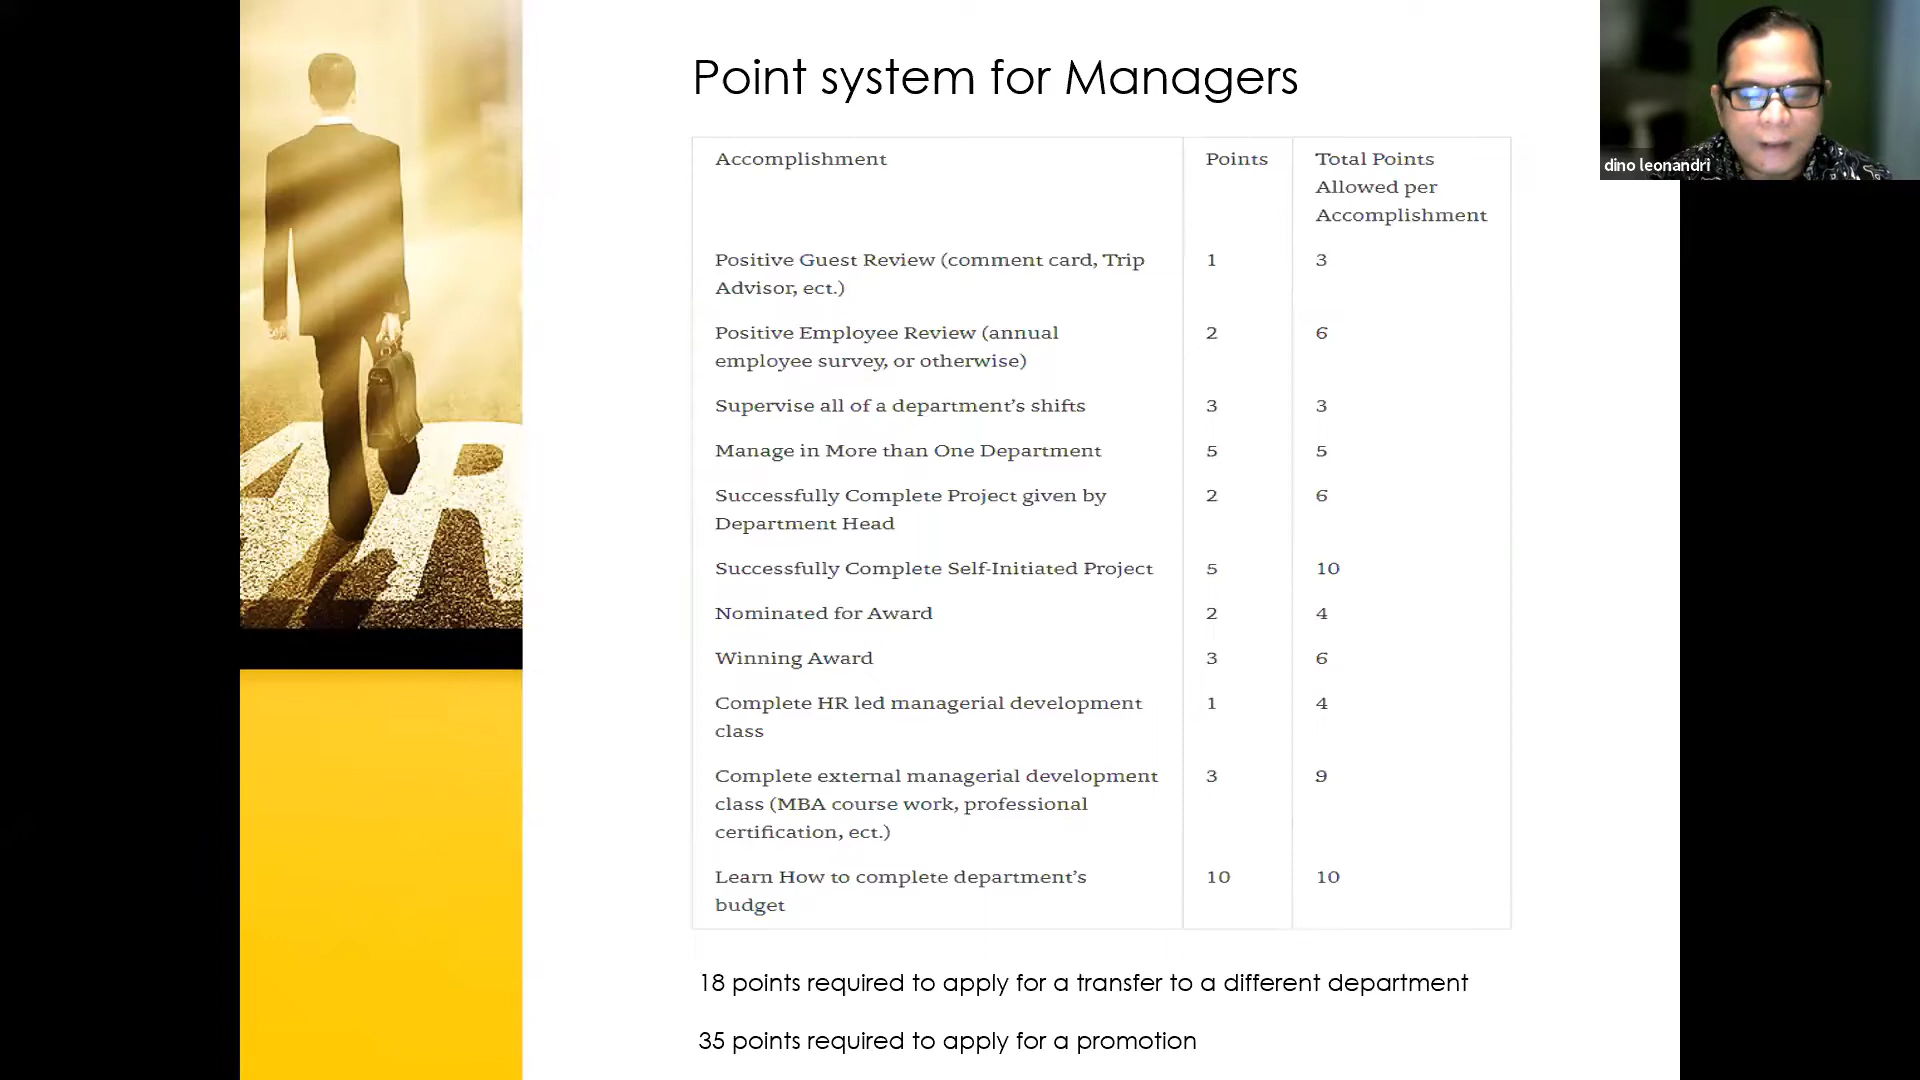 Point system for Managers
dino leonandri
Accomplishment Points Total Points
Allowed per
Accomplishment
Positive Guest Review (comment card, Trip 1 3
Advisor, ect.)
Positive Employee Review (annual 2 6
employee survey, or otherwise)
Supervise all of a department’s shifts 3 3
Manage in More than One Department 5 5
Successfully Complete Project given by 2 6
Department Head
Successfully Complete Self-Initiated Project 5 10
Nominated for Award 2 4
Winning Award 3 6
Complete HR led managerial development 1 4
class
Complete external managerial development 3 9
class (MBA course work, professional
certification, ect.)
Learn How to complete department’s 10 10
budget
18 points required to apply for a transfer to a different department
35 points required to apply for a promotion